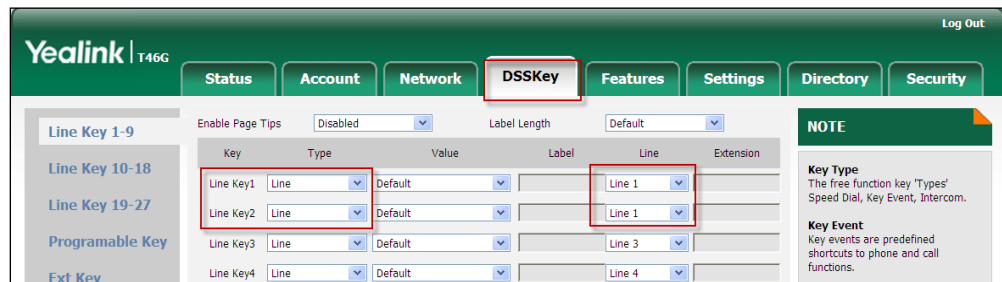 Log Out
Yealink | T46G
Status Account Network DSSKey Features Settings Directory Security
Line Key 1-9
Line Key 10-18
Line Key 19-27
Programable Key
Ext Key
Enable Page Tips Disabled Label Length Default
Key Type Value Label Line Extension
Line Key1 Line Default Line 1
Line Key2 Line Default Line 1
Line Key3 Line Default Line 3
Line Key4 Line Default Line 4
NOTE
Key Type
The free function key 'Types'
Speed Dial, Key Event, Intercom.
Key Event
Key events are predefined
shortcuts to phone and call
functions.